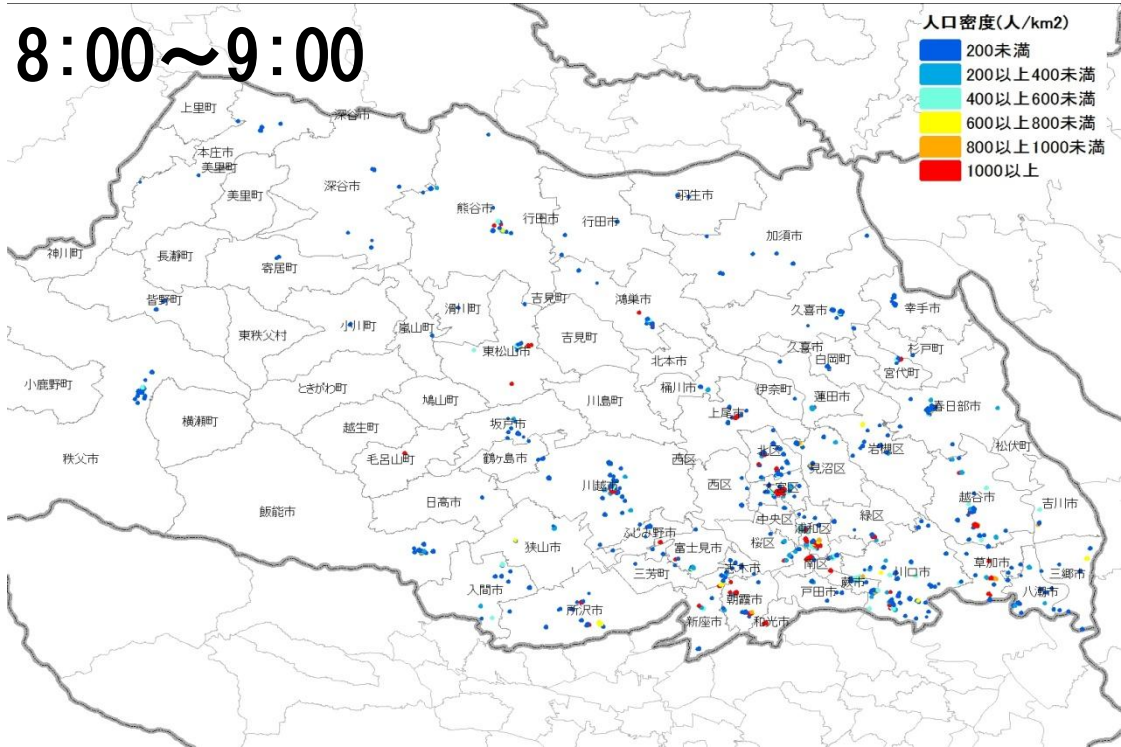 8:00～9:00
人口密度(人/km2)
200未満
200以上400未満
400以上600未満
600以上800未満
800以上1000未満
1000以上
上里町
深谷市
本庄市
美里町
美里町
深谷市
熊谷市
行田市
行田市
羽生市
加須市
神川町
長瀞町
寄居町
皆野町
東秩父村
小川町
嵐山町
滑川町
吉見町
鴻巣市
久喜市
幸手市
東松山市
吉見町
北本市
久喜市
白岡町
杉戸町
宮代町
小鹿野町
横瀬町
ときがわ町
鳩山町
川島町
桶川市
伊奈町
蓮田市
上尾市
春日部市
秩父市
越生町
坂戸市
毛呂山町
鶴ヶ島市
西区
北区
見沼区
岩槻区
松伏町
飯能市
日高市
川越市
西区
越谷市
吉川市
中央区
浦和区
緑区
狭山市
ふじみ野市
富士見市
桜区
南区
三芳町
入間市
所沢市
朝霞市
新座市
和光市
戸田市
蕨市
川口市
草加市
八潮市
三郷市